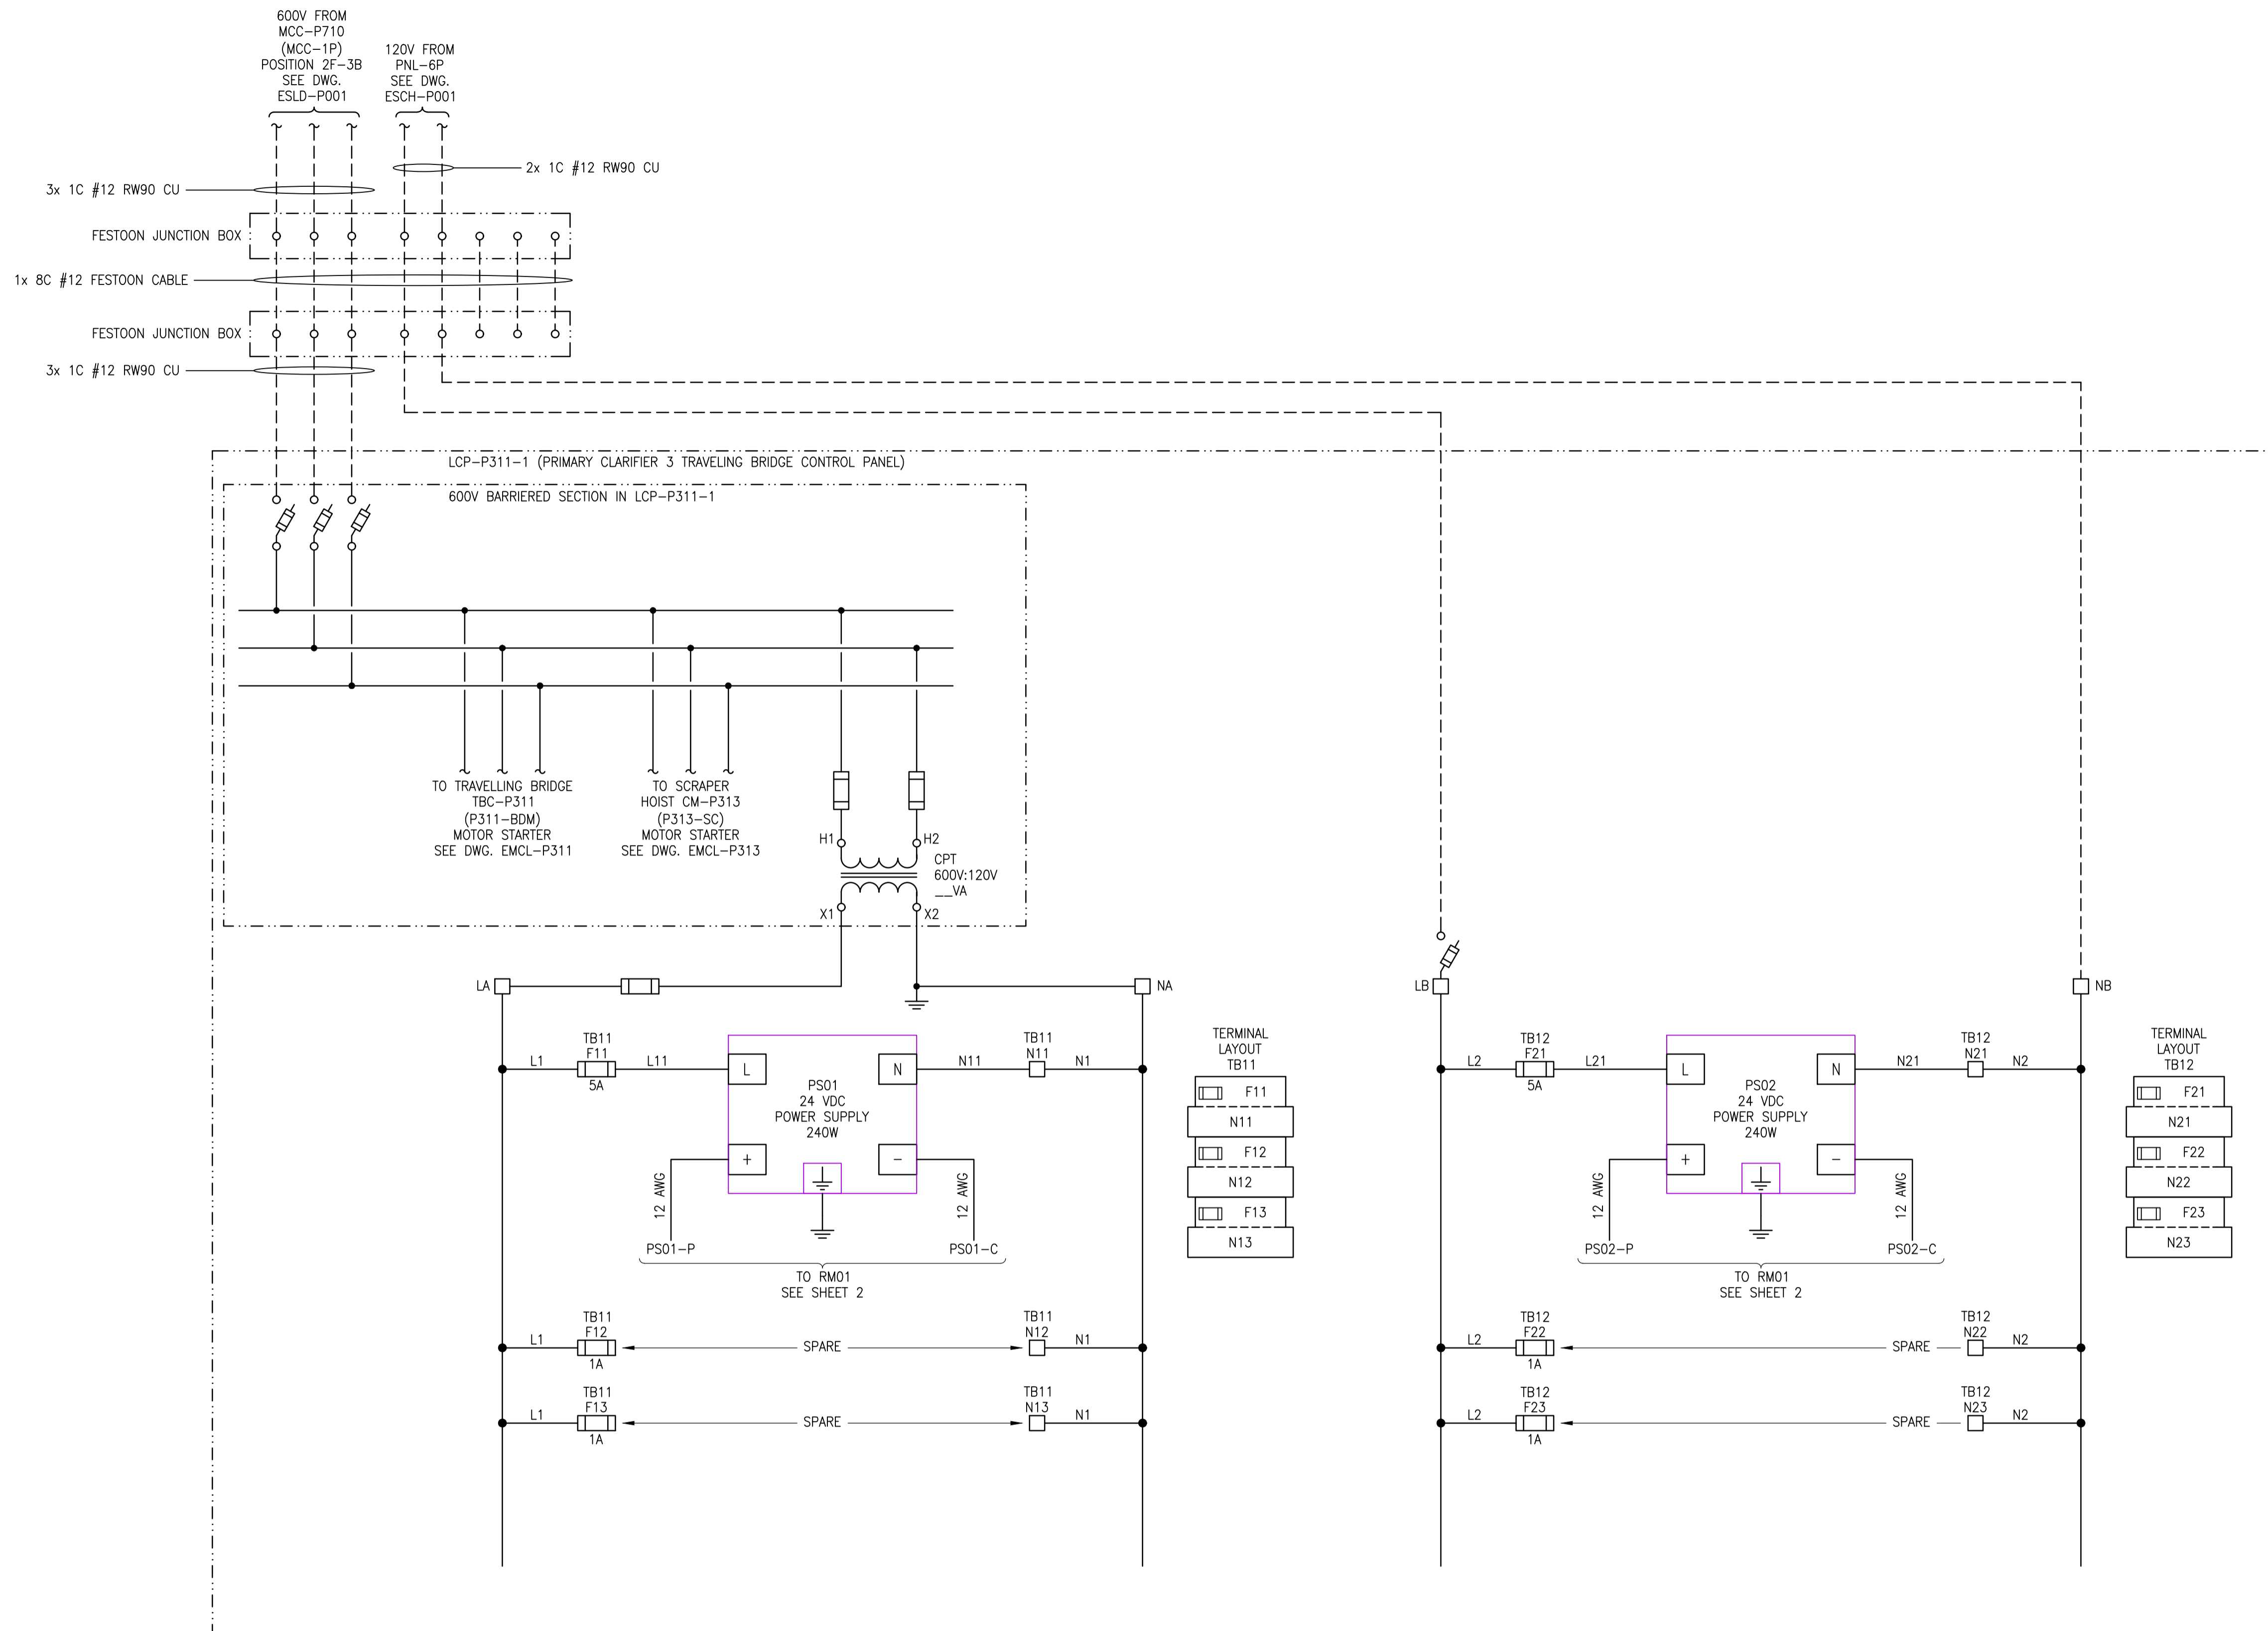 600V FROM
MCC-P710
(MCC-1P)
POSITION 2F-3B
SEE DWG.
ESLD-P001
120V FROM
PNL-6P
SEE DWG.
ESCH-P001
2x 1C #12 RW90 CU
3x 1C #12 RW90 CU
FESTOON JUNCTION BOX
1x 8C #12 FESTOON CABLE
FESTOON JUNCTION BOX
3x 1C #12 RW90 CU
LCP-P311-1 (PRIMARY CLARIFIER 3 TRAVELING BRIDGE CONTROL PANEL)
600V BARRIERED SECTION IN LCP-P311-1
TO TRAVELLING BRIDGE
TBC-P311
(P311-BDM)
MOTOR STARTER
SEE DWG. EMCL-P311
TO SCRAPER
HOIST CM-P313
(P313-SC)
MOTOR STARTER
SEE DWG. EMCL-P313
H1
H2
CPT
600V:120V
__VA
X1
X2
LA
NA
LB
NB
L1
TB11
F11
5A
L11
L
N
N11
TB11
N11
N1
PS01
24 VDC
POWER SUPPLY
240W
+
-
12 AWG
12 AWG
PS01-P
PS01-C
TO RM01
SEE SHEET 2
TERMINAL
LAYOUT
TB11
F11
N11
F12
N12
F13
N13
L1
TB11
F12
1A
SPARE
TB11
N12
N1
L1
TB11
F13
1A
SPARE
TB11
N13
N1
L2
TB12
F21
5A
L21
L
N
N21
TB12
N21
N2
PS02
24 VDC
POWER SUPPLY
240W
+
-
12 AWG
12 AWG
PS02-P
PS02-C
TO RM01
SEE SHEET 2
TERMINAL
LAYOUT
TB12
F21
N21
F22
N22
F23
N23
L2
TB12
F22
1A
SPARE
TB12
N22
N2
L2
TB12
F23
1A
SPARE
TB12
N23
N2